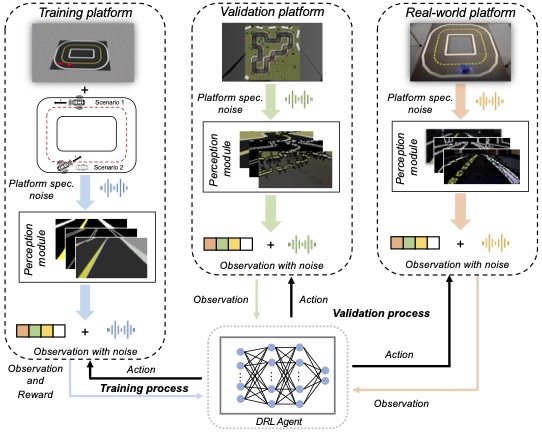 Training platform
Scenario 1
Scenario 2
Platform spec.
noise
Perception
module
Observation with noise
Observation
and
Reward
Action
Training process
Validation platform
Platform spec.
noise
Perception
module
Observation with noise
Observation
Action
Validation process
Real-world platform
Platform spec.
noise
Perception
module
Observation with noise
Action
Observation
DRL Agent